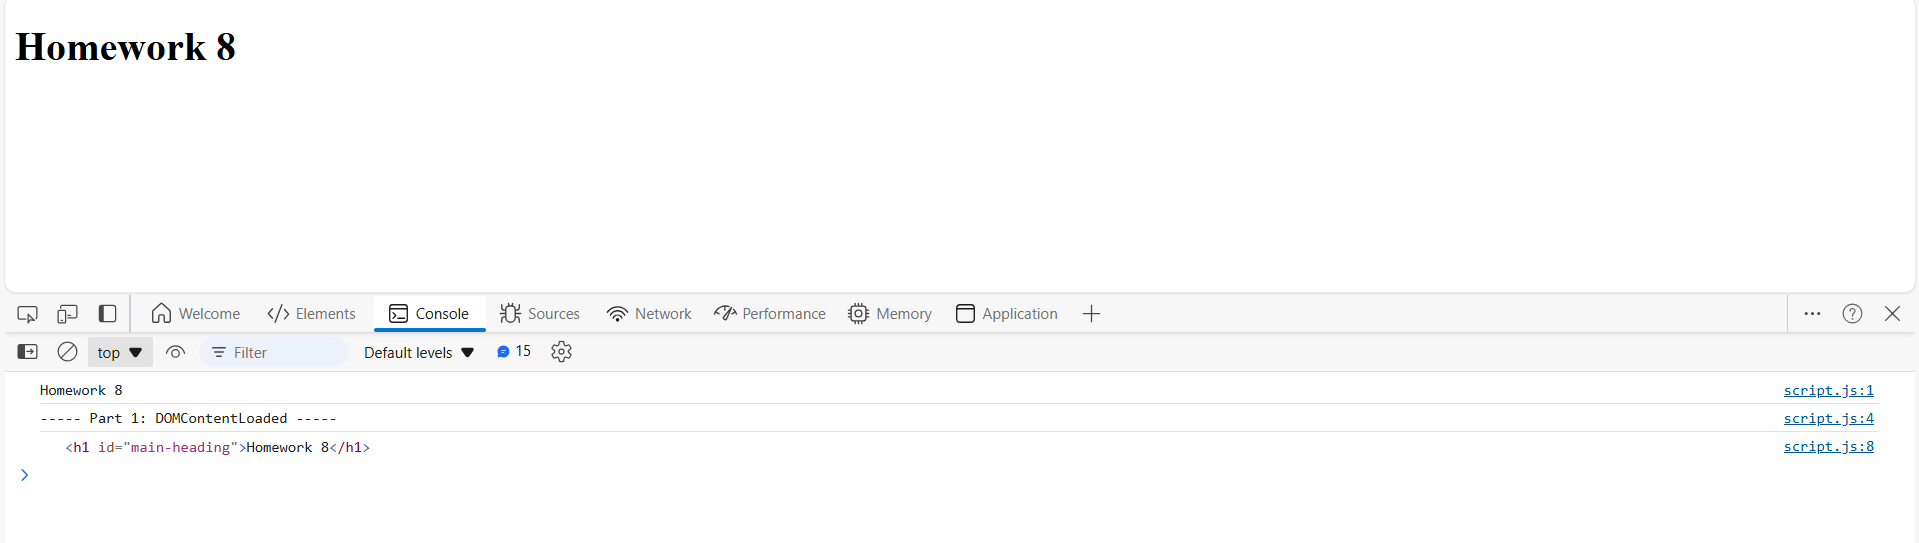 Homework 8
Welcome Elements Console Sources Network Performance Memory Application
top Filter Default levels 15
Homework 8 script.js:1
----- Part 1: DOMContentLoaded ----- script.js:4
<h1 id="main-heading">Homework 8</h1> script.js:8